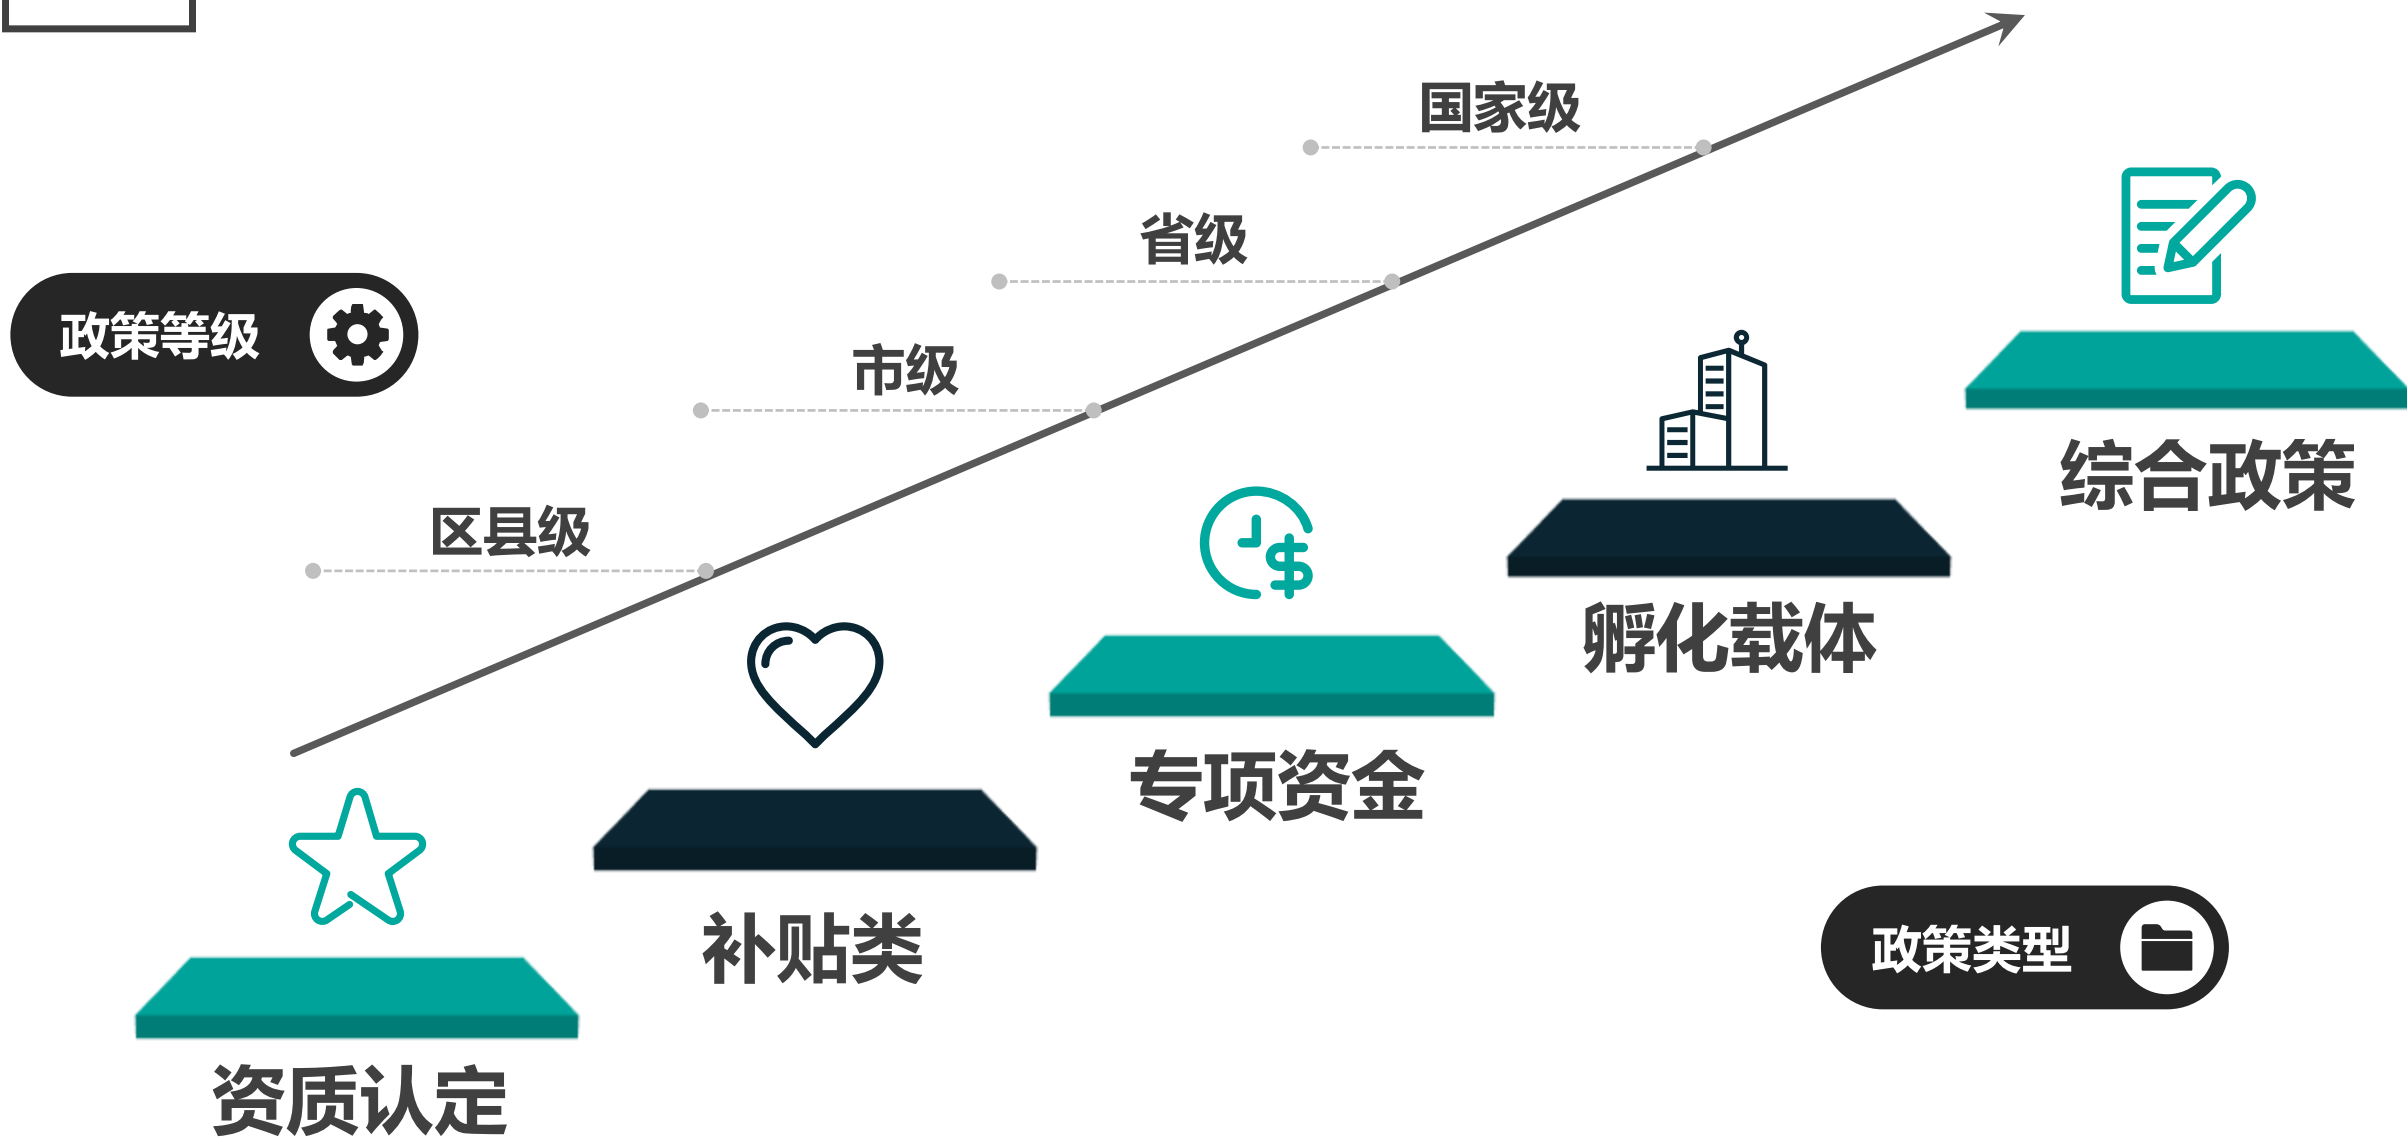 国家级
省级
政策等级
市级
综合政策
区县级
孵化载体
专项资金
补贴类
政策类型
资质认定